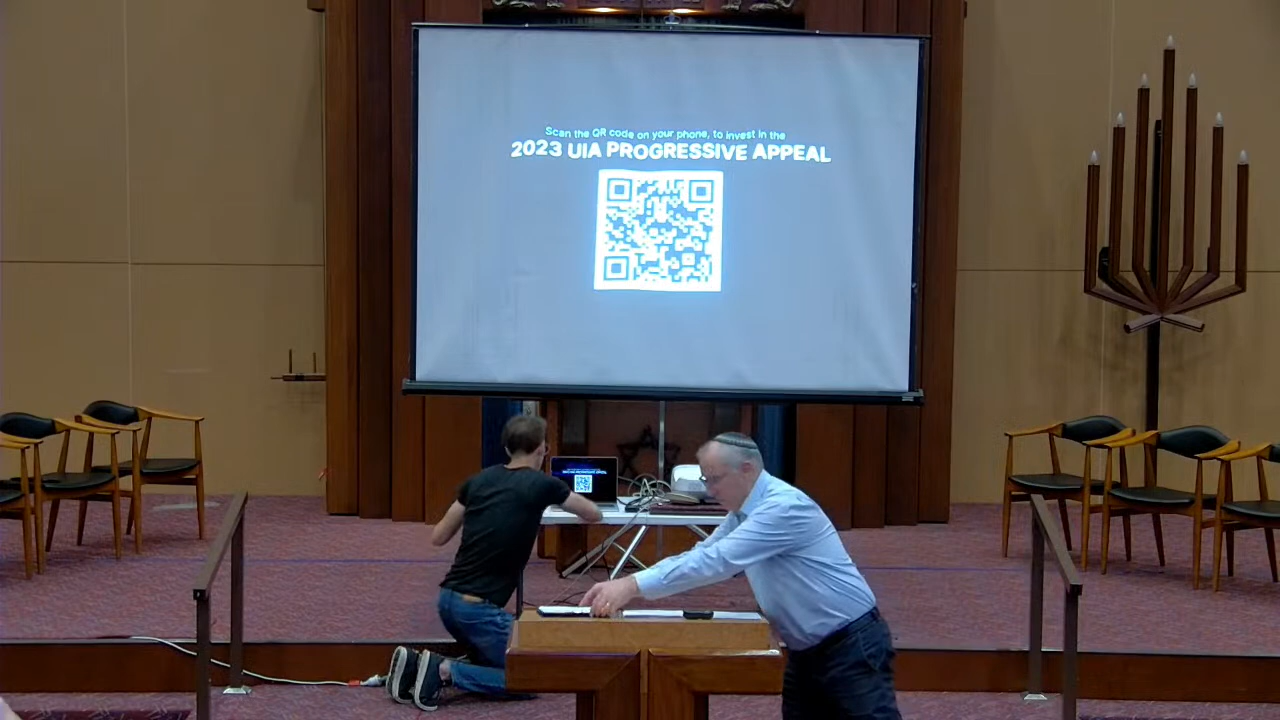 Scan the QR code on your phone, to invest in the
2023 UIA PROGRESSIVE APPEAL